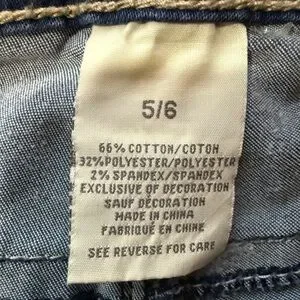 5/6
66% COTTON/COTON
32% POLYESTER/POLYESTER
2% SPANDEX/SPANDEX
EXCLUSIVE OF DECORATION
SAUF DÉCORATION
MADE IN CHINA
FABRIQUÉ EN CHINE
SEE REVERSE FOR CARE